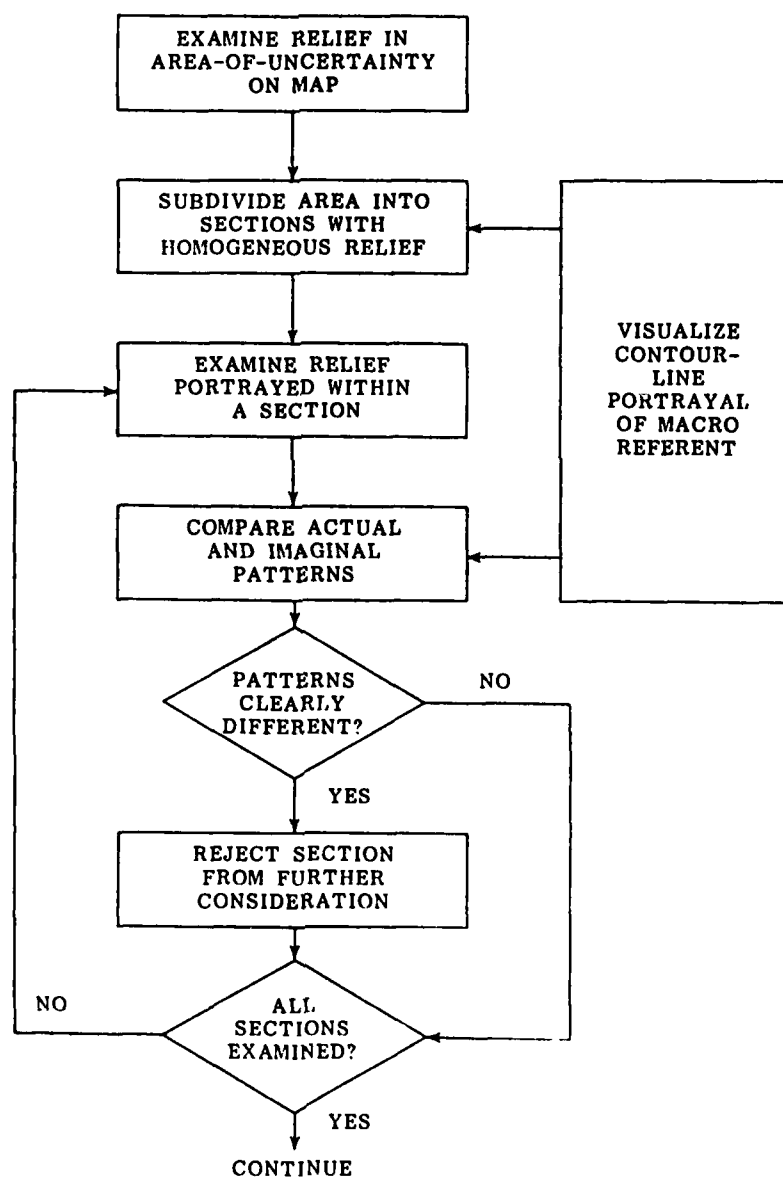 EXAMINE RELIEF IN
AREA-OF-UNCERTAINTY
ON MAP
SUBDIVIDE AREA INTO
SECTIONS WITH
HOMOGENEOUS RELIEF
VISUALIZE
CONTOUR-
LINE
PORTRAYAL
OF MACRO
REFERENT
EXAMINE RELIEF
PORTRAYED WITHIN
A SECTION
COMPARE ACTUAL
AND IMAGINAL
PATTERNS
PATTERNS
CLEARLY
DIFFERENT?
NO
YES
REJECT SECTION
FROM FURTHER
CONSIDERATION
NO
ALL
SECTIONS
EXAMINED?
YES
CONTINUE